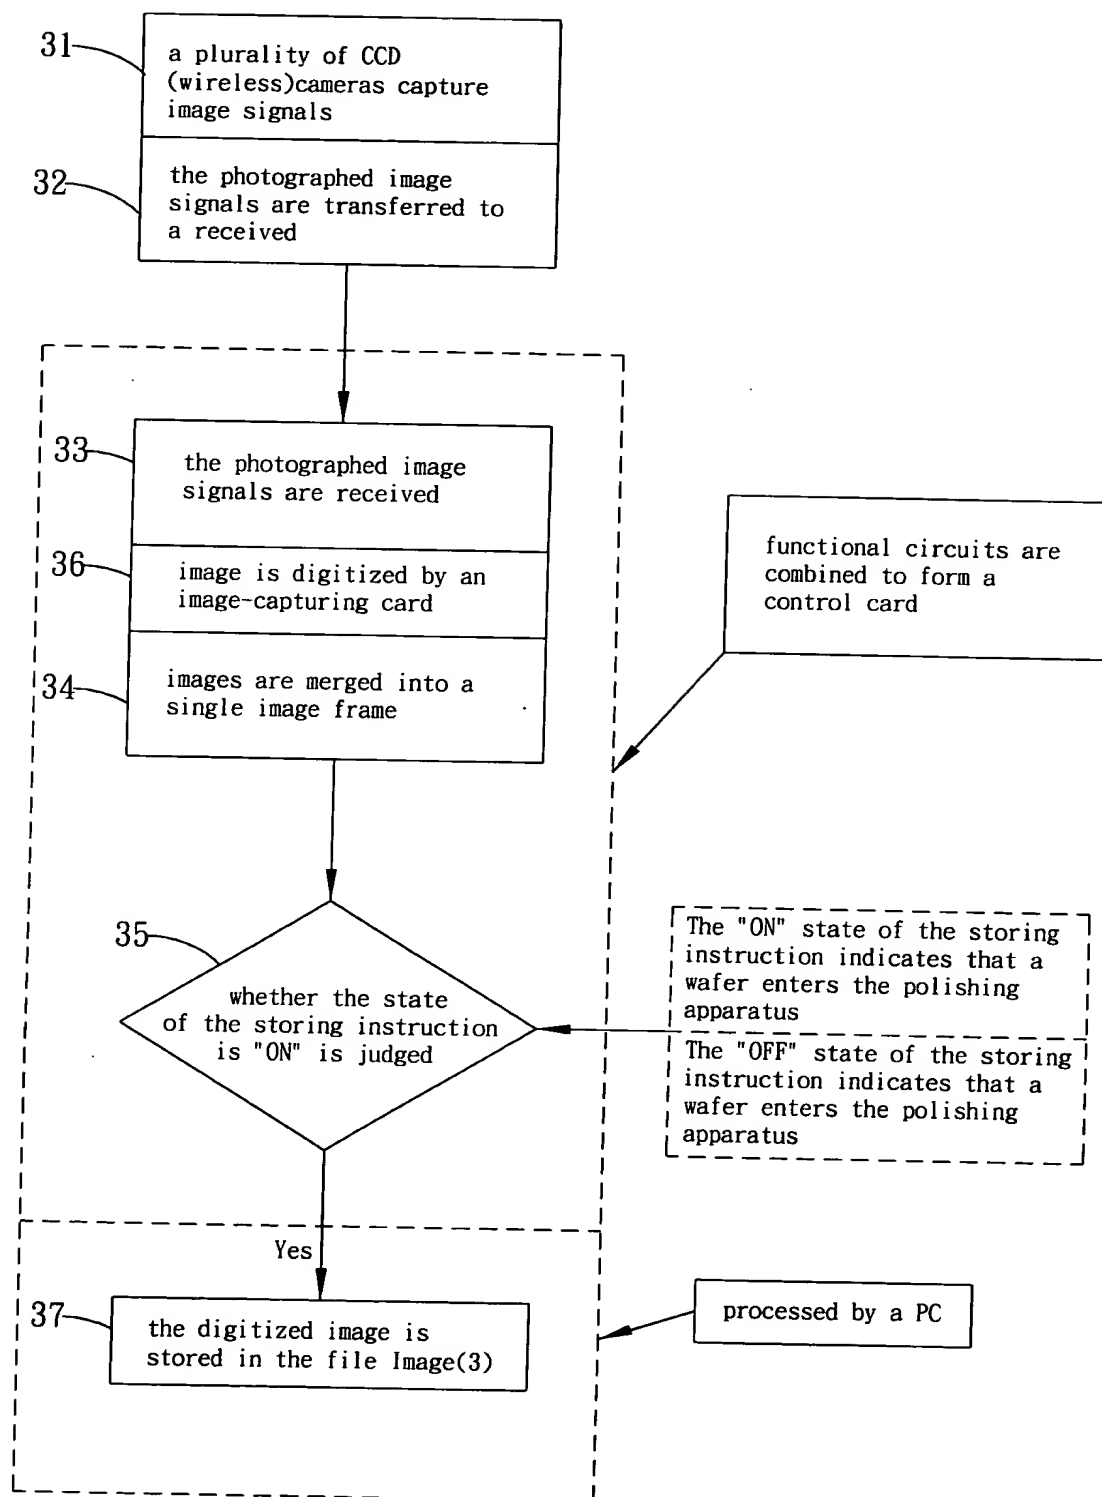 31
a plurality of CCD
(wireless)cameras capture
image signals
32
the photographed image
signals are transferred to
a received
33
the photographed image
signals are received
36
image is digitized by an
image-capturing card
34
images are merged into a
single image frame
functional circuits are
combined to form a
control card
35
whether the state
of the storing instruction
is "ON" is judged
The "ON" state of the storing
instruction indicates that a
wafer enters the polishing
apparatus
The "OFF" state of the storing
instruction indicates that a
wafer enters the polishing
apparatus
Yes
37
the digitized image is
stored in the file Image(3)
processed by a PC